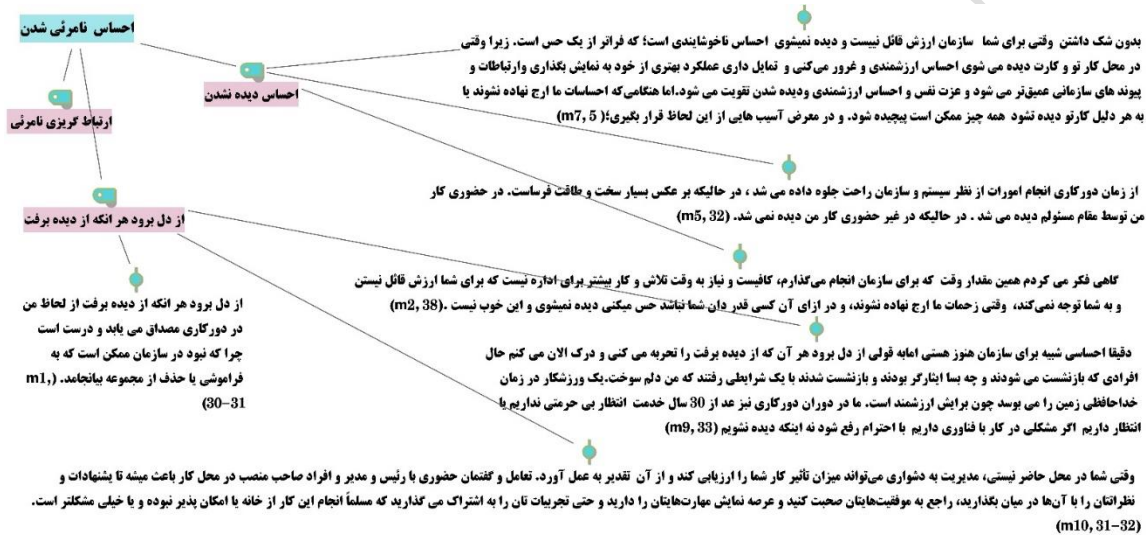 احساس نامرئی شدن
احساس دیده نشدن
ارتباط گریزی نامرئی
از دل برود هر انکه از دیده برفت
بدون شک داشتن وقتی برای شما سازمان ارزش قائل نییست و دیده نمیشوی احساس ناخوشایندی است؛ که فراتر از یک حس است. زیرا وقتی
در محل کار تو و کارت دیده می شوی احساس ارزشمندی و غرور می‌کنی و تمایل داری عملکرد بهتری از خود به نمایش بگذاری وارتباطات و
پیوند های سازمانی عمیق‌تر می شود و عزت نفس و احساس ارزشمندی ودیده شدن تقویت می شود.اما هنگامی‌که احساسات ما ارج نهاده نشوند یا
به هر دلیل کارتو دیده نشود همه چیز ممکن است پیچیده شود. و در معرض آسیب هایی از این لحاظ قرار بگیری؛( m7, 5)
از زمان دورکاری انجام امورات از نظر سیستم و سازمان راحت جلوه داده می شد ، در حالیکه بر عکس بسیار سخت و طاقت فرساست. در حضوری کار
من توسط مقام مسئولم دیده می شد . در حالیکه در غیر حضوری کار من دیده نمی شد. (m5, 32)
گاهی فکر می کردم همین مقدار وقت که برای سازمان انجام می‌گذارم، کافیست و نیاز به وقت تلاش و کار بیشتر برای اداره نیست که برای شما ارزش قائل نیستن
و به شما توجه نمی‌کند، وقتی زحمات ما ارج نهاده نشوند، و در ازای آن کسی قدر دان شما نباشد حس میکنی دیده نمیشوی و این خوب نیست .(m2, 38)
از دل برود هر انکه از دیده برفت از لحاظ من
در دورکاری مصداق می یابد و درست است
چرا که نبود در سازمان ممکن است که به
فراموشی یا حذف از مجموعه بیانجامد. (m1,
30–31)
دقیقا احساسی شبیه برای سازمان هنوز هستی امابه قولی از دل برود هر آن که از دیده برفت را تجربه می کنی و درک الان می کنم حال
افرادی که بازنشست می شودند و چه بسا ایثارگر بودند و بازنشست شدند با یک شرایطی رفتند که من دلم سوخت.یک ورزشکار در زمان
خداحافظی زمین را می بوسد چون برایش ارزشمند است. ما در دوران دورکاری نیز عد از 30 سال خدمت انتظار بی حرمتی نداریم یا
انتظار داریم اگر مشکلی در کار با فناوری داریم با احترام رفع شود نه اینکه دیده نشویم (m9, 33)
وقتی شما در محل حاضر نیستی، مدیریت به دشواری می‌تواند میزان تأثیر کار شما را ارزیابی کند و از آن تقدیر به عمل آورد. تعامل و گفتمان حضوری با رئیس و مدیر و افراد صاحب منصب در محل کار باعث میشه تا پشنهادات و
نظراتتان را با آن‌ها در میان بگذارید، راجع به موفقیت‌هایتان صحبت کنید و عرصه نمایش مهارت‌هایتان را دارید و حتی تجربیات تان را به اشتراک می گذارید که مسلماً انجام این کار از خانه یا امکان پذیر نبوده و یا خیلی مشکلتر است.
(m10, 31–32)